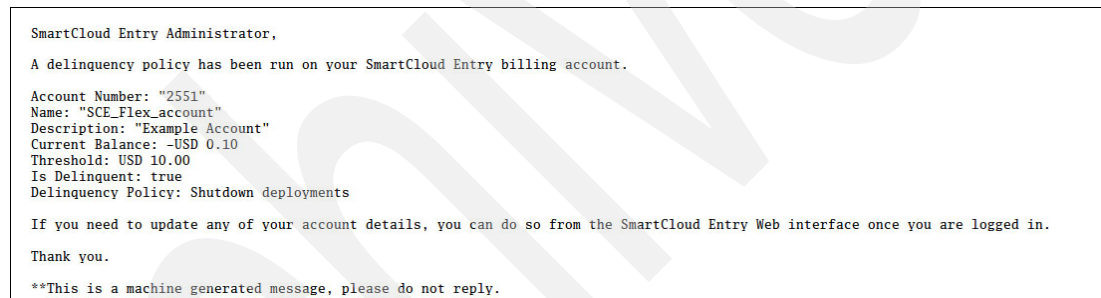 SmartCloud Entry Administrator,
A delinquency policy has been run on your SmartCloud Entry billing account.
Account Number: "2551"
Name: "SCE_Flex_account"
Description: "Example Account"
Current Balance: -USD 0.10
Threshold: USD 10.00
Is Delinquent: true
Delinquency Policy: Shutdown deployments
If you need to update any of your account details, you can do so from the SmartCloud Entry Web interface once you are logged in.
Thank you.
**This is a machine generated message, please do not reply.